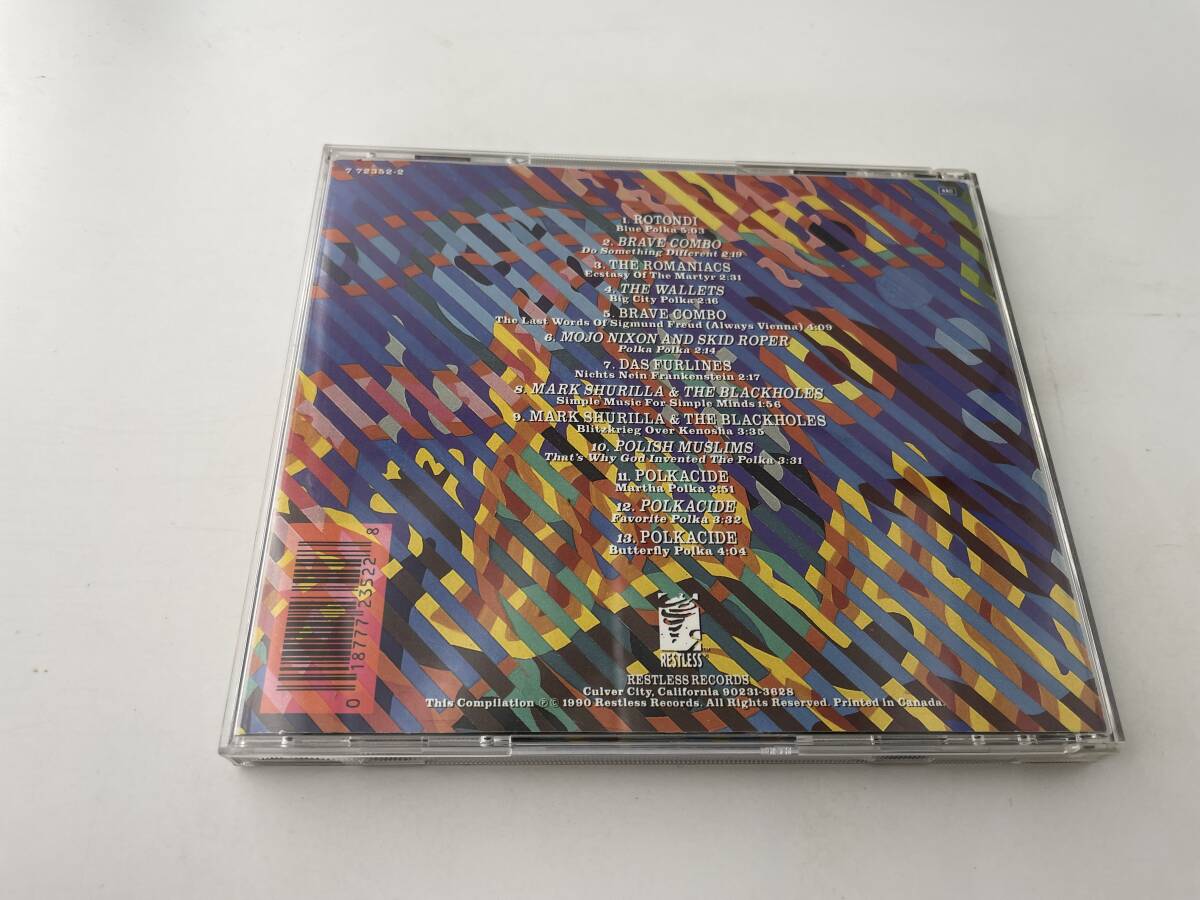 7 72352-2
AAD
1. ROTONDI
Blue Polka 5:03
2. BRAVE COMBO
Do Something Different 2:19
3. THE ROMANIACS
Ecstasy Of The Martyr 2:31
4. THE WALLETS
Big City Polka 2:16
5. BRAVE COMBO
The Last Words Of Sigmund Freud (Always Vienna) 4:09
6. MOJO NIXON AND SKID ROPER
Polka Polka 2:14
7. DAS FURLINES
Nichts Nein Frankenstein 2:17
8. MARK SHURILLA & THE BLACKHOLES
Simple Music For Simple Minds 1:56
9. MARK SHURILLA & THE BLACKHOLES
Blitzkrieg Over Kenosha 3:35
10. POLISH MUSLIMS
That's Why God Invented The Polka 3:31
11. POLKACIDE
Martha Polka 2:51
12. POLKACIDE
Favorite Polka 3:32
13. POLKACIDE
Butterfly Polka 4:04
0 18777 23522 8
RESTLESS™
RESTLESS RECORDS
Culver City, California 90231-3628
This Compilation ℗© 1990 Restless Records. All Rights Reserved. Printed in Canada.